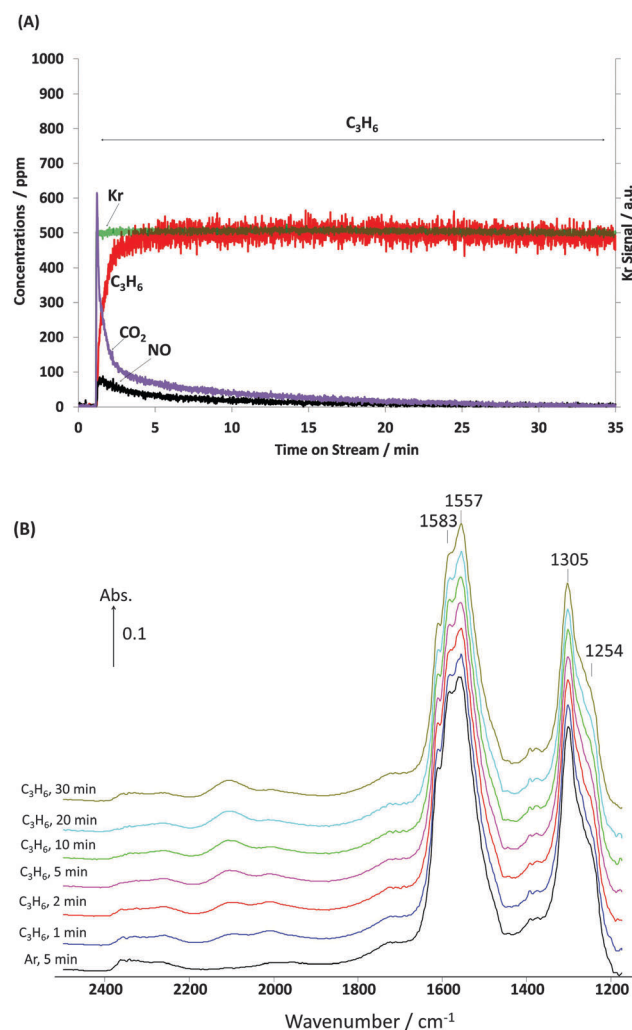 (A)
1000
900
800
700
600
500
400
300
200
100
0
Concentrations / ppm
Kr Signal / a.u.
C₃H₆
Kr
C₃H₆
CO₂
NO
0 5 10 15 20 25 30 35
Time on Stream / min
(B)
1557
1583
1305
1254
Abs.
0.1
C₃H₆, 30 min
C₃H₆, 20 min
C₃H₆, 10 min
C₃H₆, 5 min
C₃H₆, 2 min
C₃H₆, 1 min
Ar, 5 min
2400 2200 2000 1800 1600 1400 1200
Wavenumber / cm⁻¹